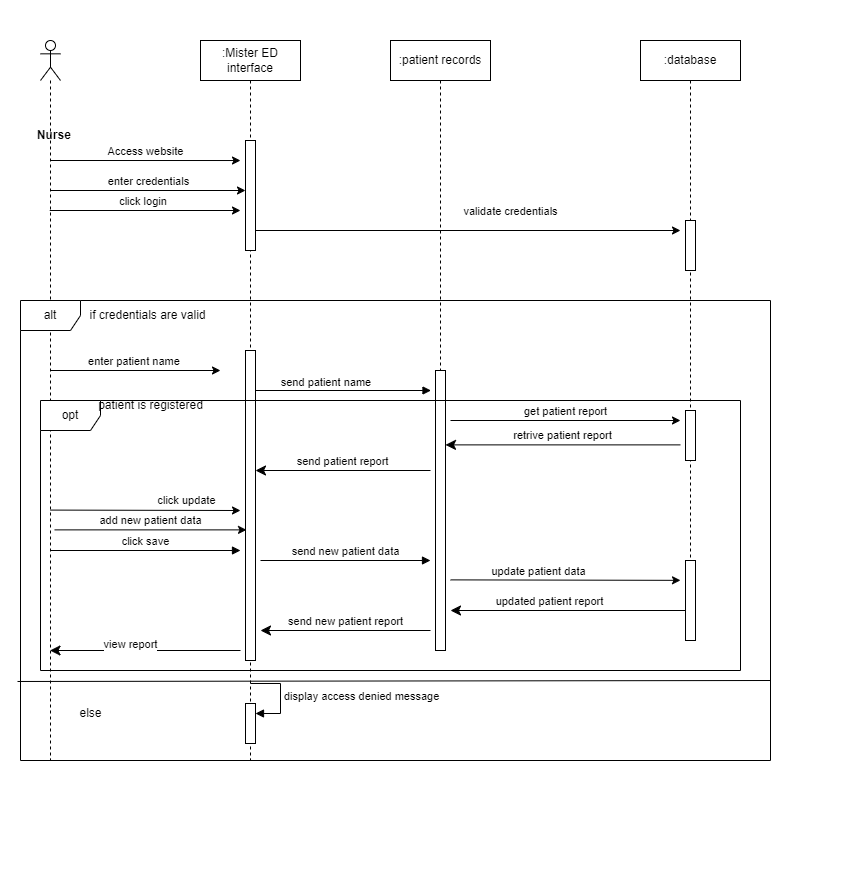 :Mister ED
interface
:patient records
:database
Nurse
Access website
enter credentials
click login
validate credentials
alt
if credentials are valid
enter patient name
send patient name
opt
patient is registered
get patient report
retrive patient report
send patient report
click update
add new patient data
click save
send new patient data
update patient data
updated patient report
send new patient report
view report
display access denied message
else